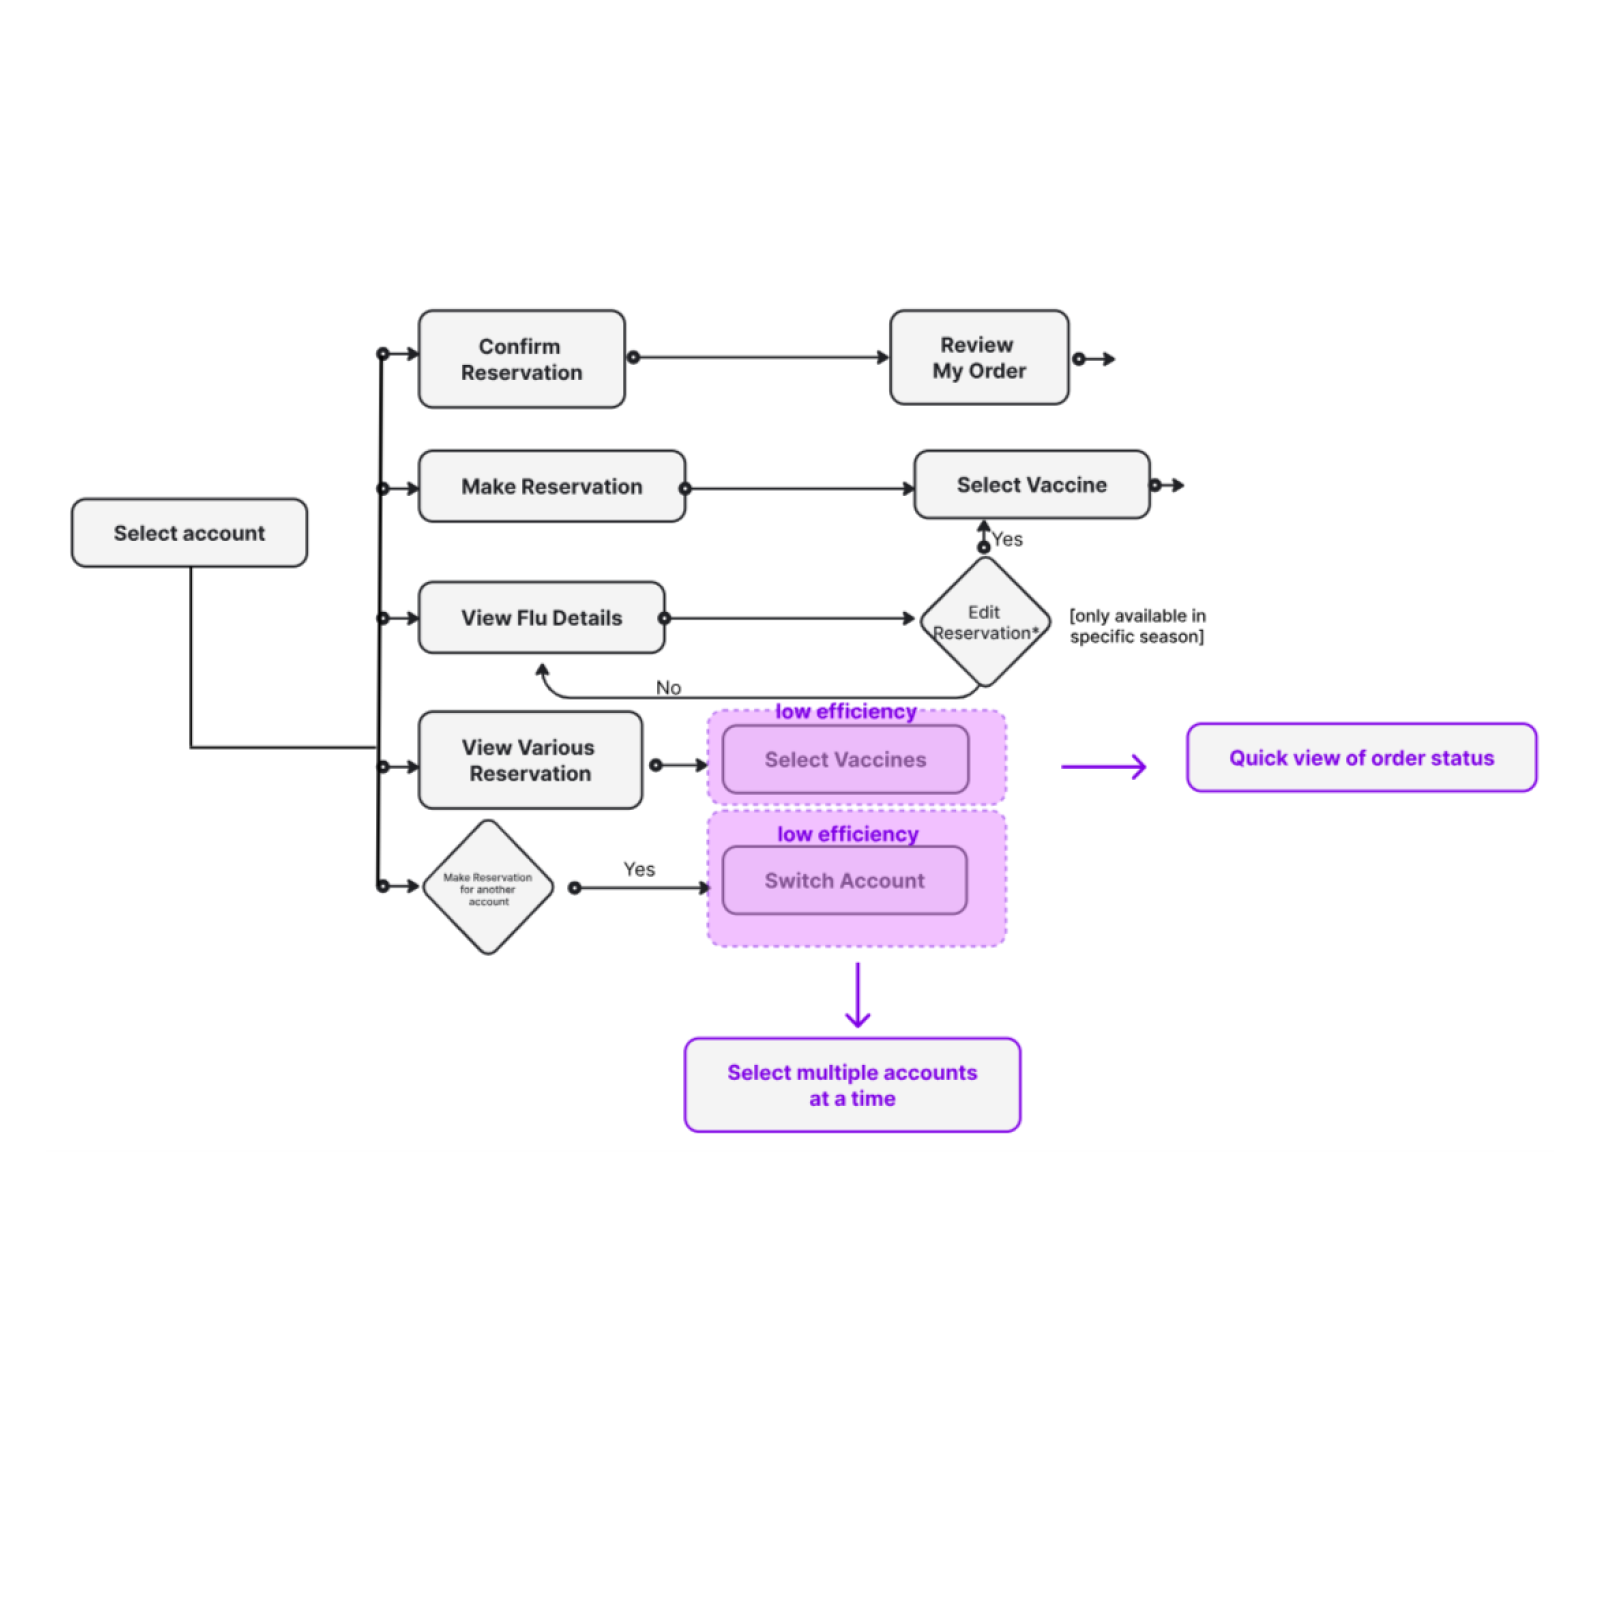 Confirm
Reservation
Review
My Order
Make Reservation
Select Vaccine
Select account
Yes
View Flu Details
Edit
Reservation*
[only available in
specific season]
No
low efficiency
View Various
Reservation
Select Vaccines
Quick view of order status
low efficiency
Make Reservation
for another
account
Yes
Switch Account
Select multiple accounts
at a time